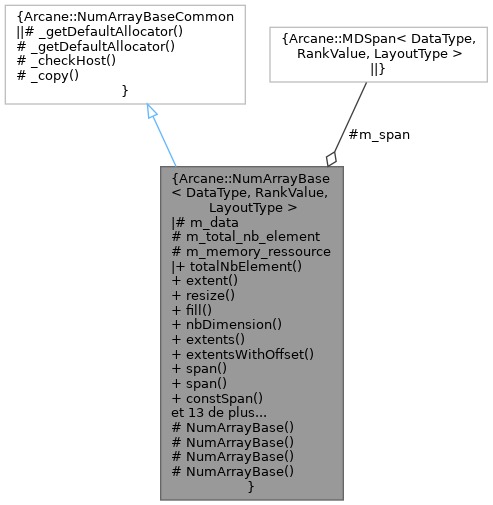 {Arcane::NumArrayBaseCommon
||# _getDefaultAllocator()
# _getDefaultAllocator()
# _checkHost()
# _copy()
}
{Arcane::MDSpan< DataType,
RankValue, LayoutType >
||}
#m_span
{Arcane::NumArrayBase
< DataType, RankValue,
LayoutType >
|# m_data
# m_total_nb_element
# m_memory_ressource
|+ totalNbElement()
+ extent()
+ resize()
+ fill()
+ nbDimension()
+ extents()
+ extentsWithOffset()
+ span()
+ span()
+ constSpan()
et 13 de plus...
# NumArrayBase()
# NumArrayBase()
# NumArrayBase()
# NumArrayBase()
}